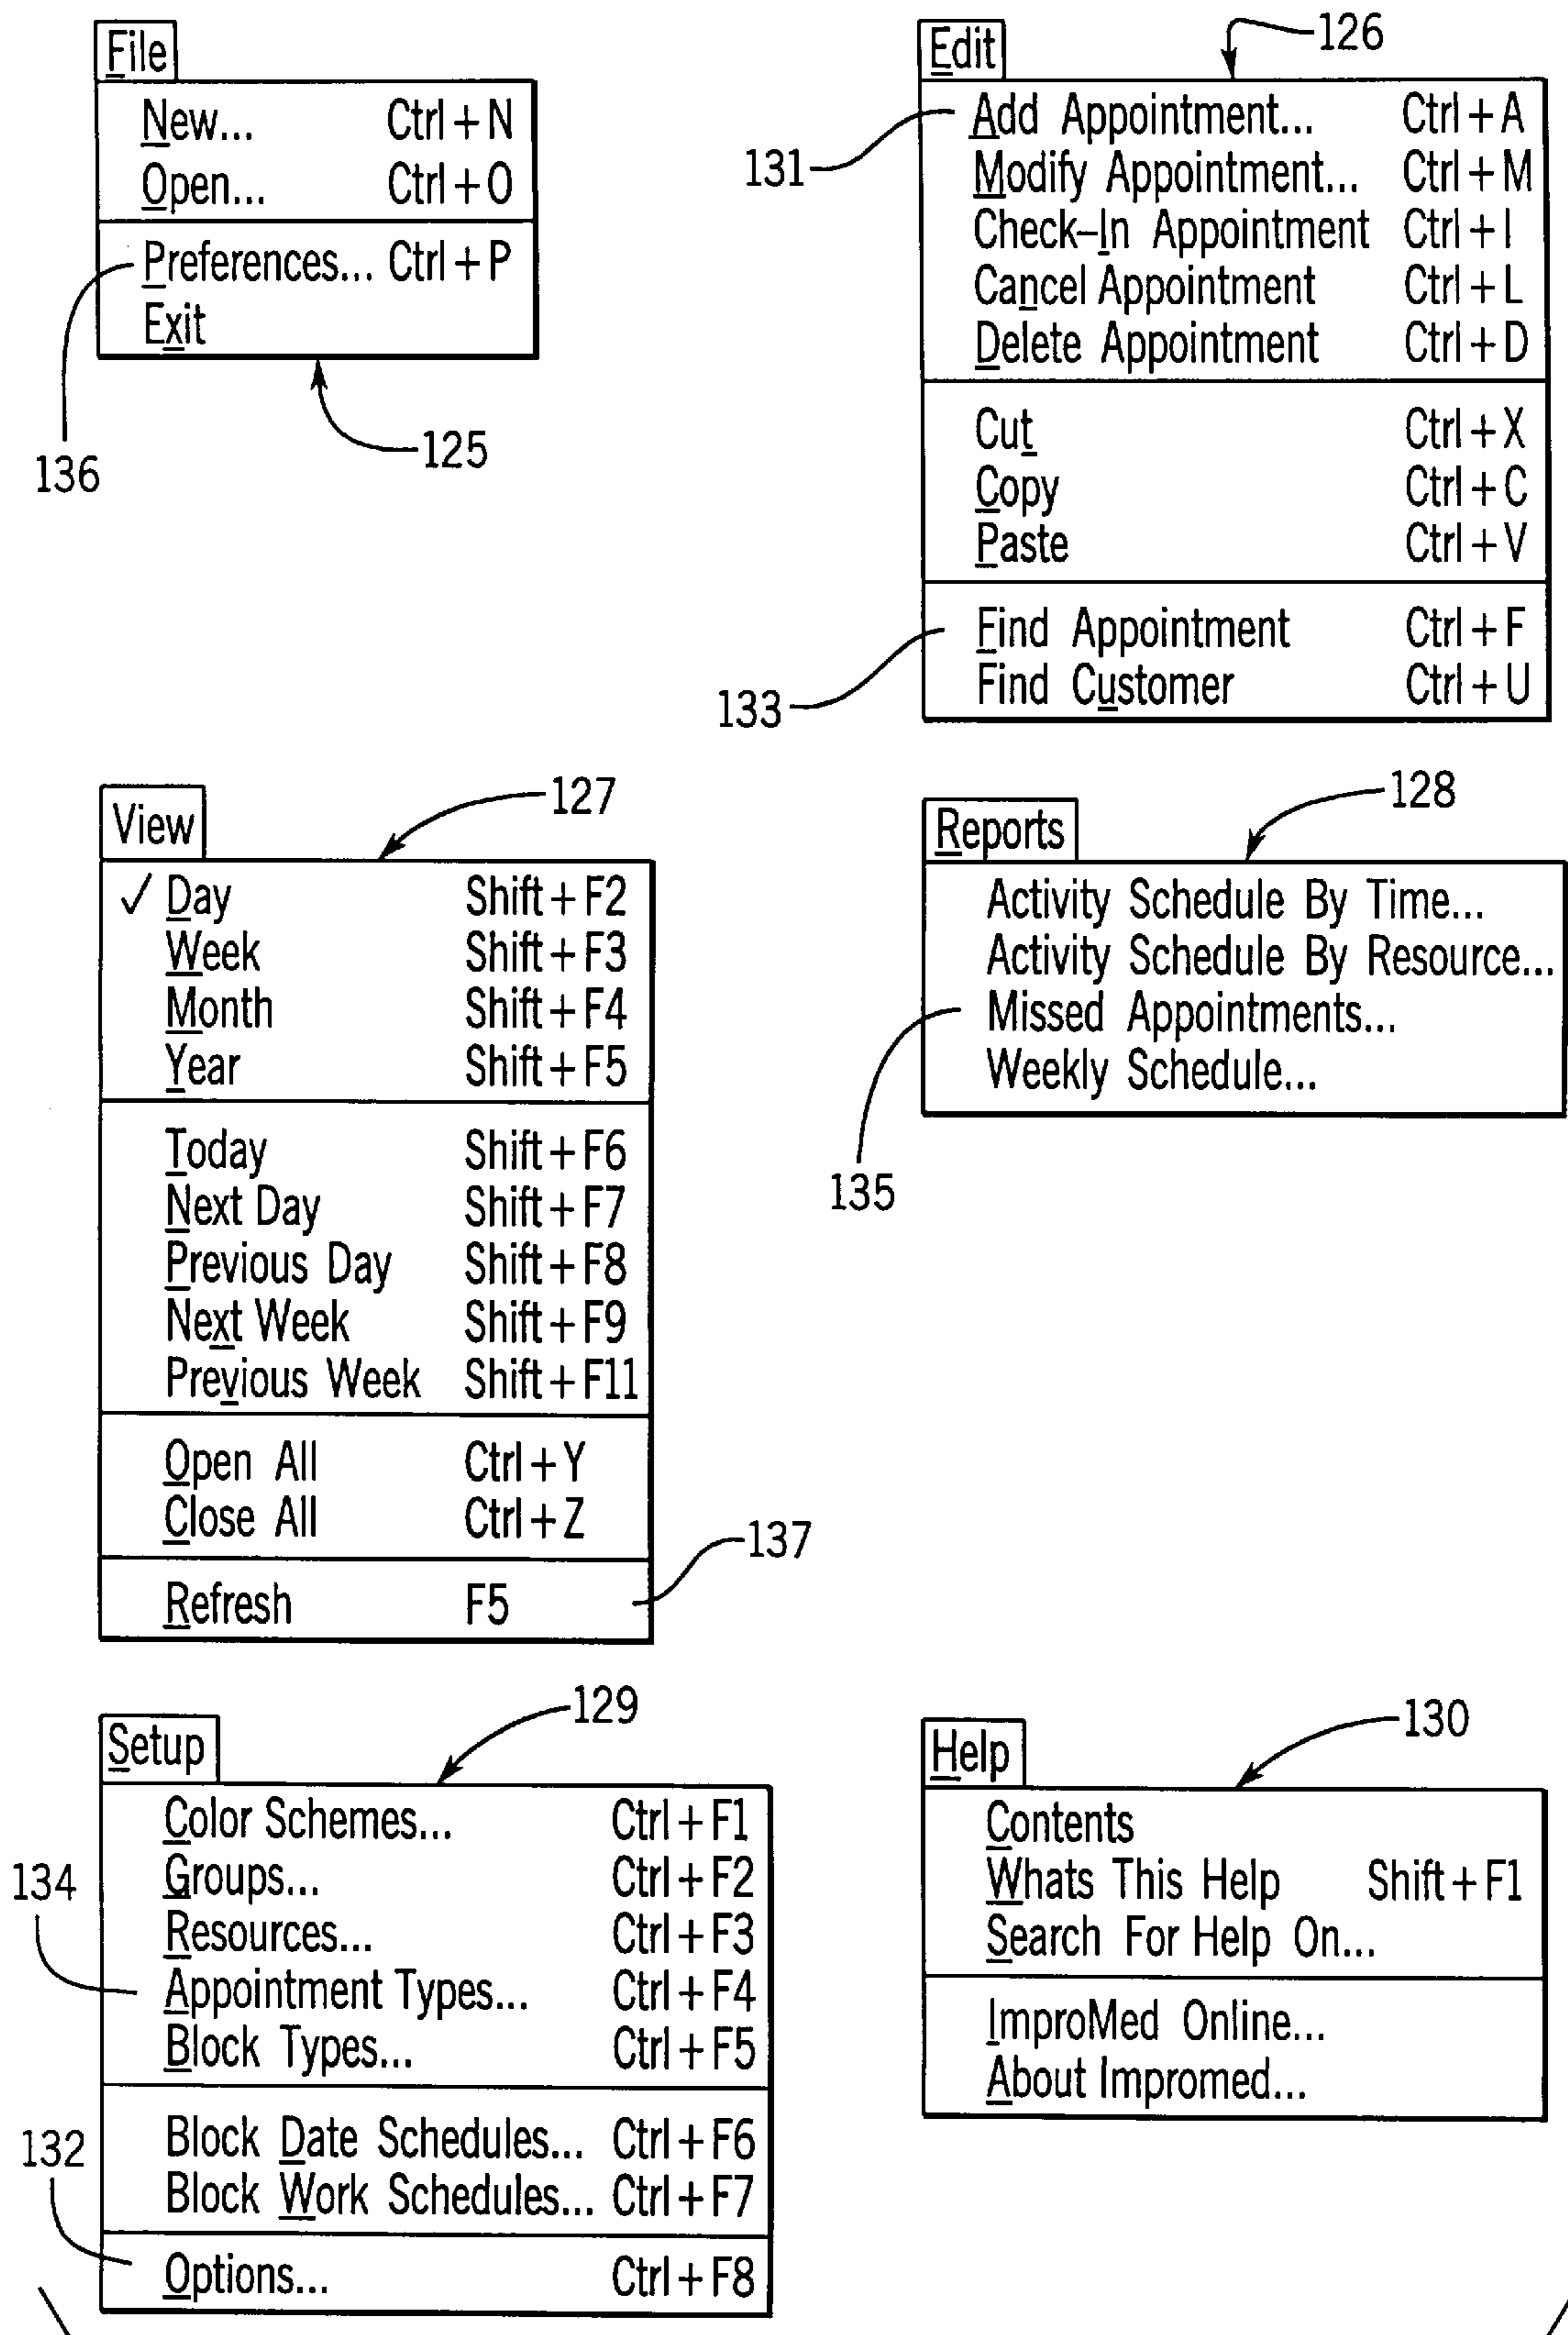 File
New... Ctrl+N
Open... Ctrl+O
Preferences... Ctrl+P
Exit
136
125
Edit
126
131
Add Appointment... Ctrl+A
Modify Appointment... Ctrl+M
Check-In Appointment Ctrl+I
Cancel Appointment Ctrl+L
Delete Appointment Ctrl+D
Cut Ctrl+X
Copy Ctrl+C
Paste Ctrl+V
Find Appointment Ctrl+F
Find Customer Ctrl+U
133
View
127
✓ Day Shift+F2
Week Shift+F3
Month Shift+F4
Year Shift+F5
Today Shift+F6
Next Day Shift+F7
Previous Day Shift+F8
Next Week Shift+F9
Previous Week Shift+F11
Open All Ctrl+Y
Close All Ctrl+Z
Refresh F5
137
Reports
128
Activity Schedule By Time...
Activity Schedule By Resource...
Missed Appointments...
Weekly Schedule...
135
Setup
129
Color Schemes... Ctrl+F1
Groups... Ctrl+F2
Resources... Ctrl+F3
Appointment Types... Ctrl+F4
Block Types... Ctrl+F5
Block Date Schedules... Ctrl+F6
Block Work Schedules... Ctrl+F7
Options... Ctrl+F8
134
132
Help
130
Contents
Whats This Help Shift+F1
Search For Help On...
ImproMed Online...
About Impromed...